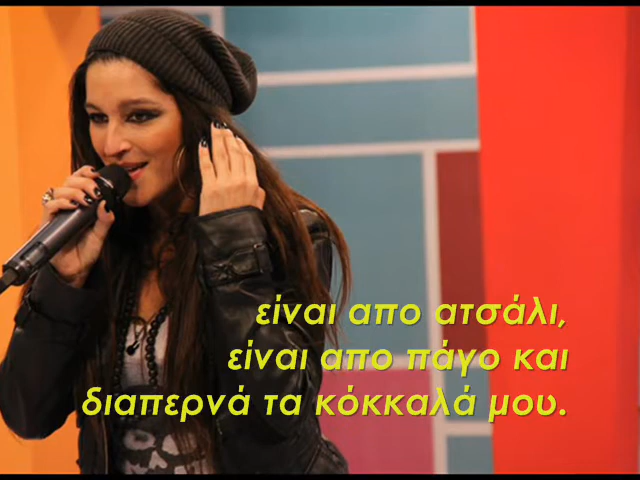 είναι απο ατσάλι,
είναι απο πάγο και
διαπερνά τα κόκκαλά μου.